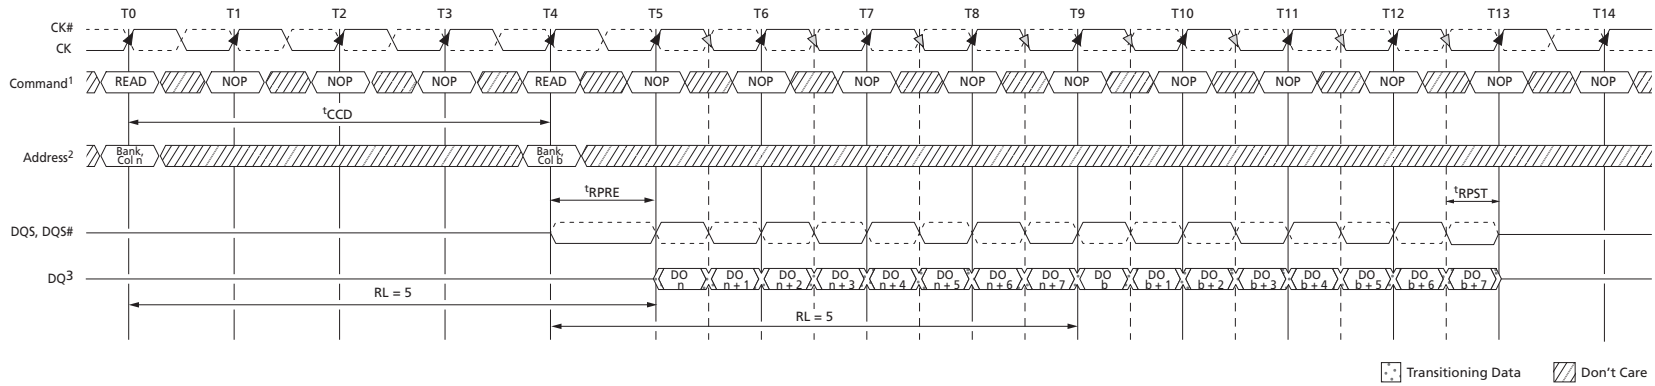 T0 T1 T2 T3 T4 T5 T6 T7 T8 T9 T10 T11 T12 T13 T14
CK#
CK
Command1 READ NOP NOP NOP READ NOP NOP NOP NOP NOP NOP NOP NOP NOP NOP
tCCD
Address2 Bank, Col n Bank, Col b
tRPRE tRPST
DQS, DQS#
DQ3 DO n DO n + 1 DO n + 2 DO n + 3 DO n + 4 DO n + 5 DO n + 6 DO n + 7 DO b DO b + 1 DO b + 2 DO b + 3 DO b + 4 DO b + 5 DO b + 6 DO b + 7
RL = 5
RL = 5
Transitioning Data Don't Care